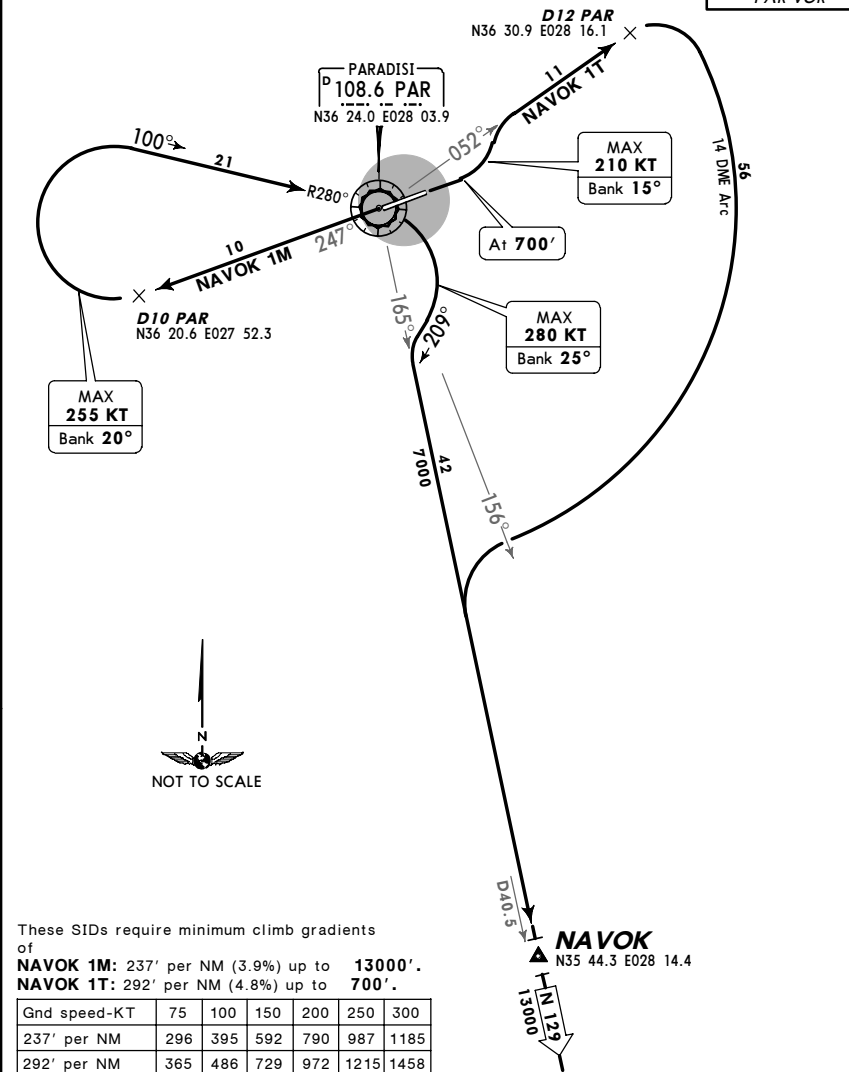 PAR VOR
D12 PAR
N36 30.9 E028 16.1
PARADISI
D 108.6 PAR
N36 24.0 E028 03.9
11
NAVOK 1T
052°
100°
21
R280°
MAX
210 KT
Bank 15°
56
14 DME Arc
At 700'
247°
10
NAVOK 1M
D10 PAR
N36 20.6 E027 52.3
165°
209°
MAX
280 KT
Bank 25°
MAX
255 KT
Bank 20°
42
7000
156°
N
NOT TO SCALE
D40.5
NAVOK
N35 44.3 E028 14.4
N 129
13000
These SIDs require minimum climb gradients
of
NAVOK 1M: 237' per NM (3.9%) up to 13000'.
NAVOK 1T: 292' per NM (4.8%) up to 700'.
Gnd speed-KT 75 100 150 200 250 300
237' per NM 296 395 592 790 987 1185
292' per NM 365 486 729 972 1215 1458